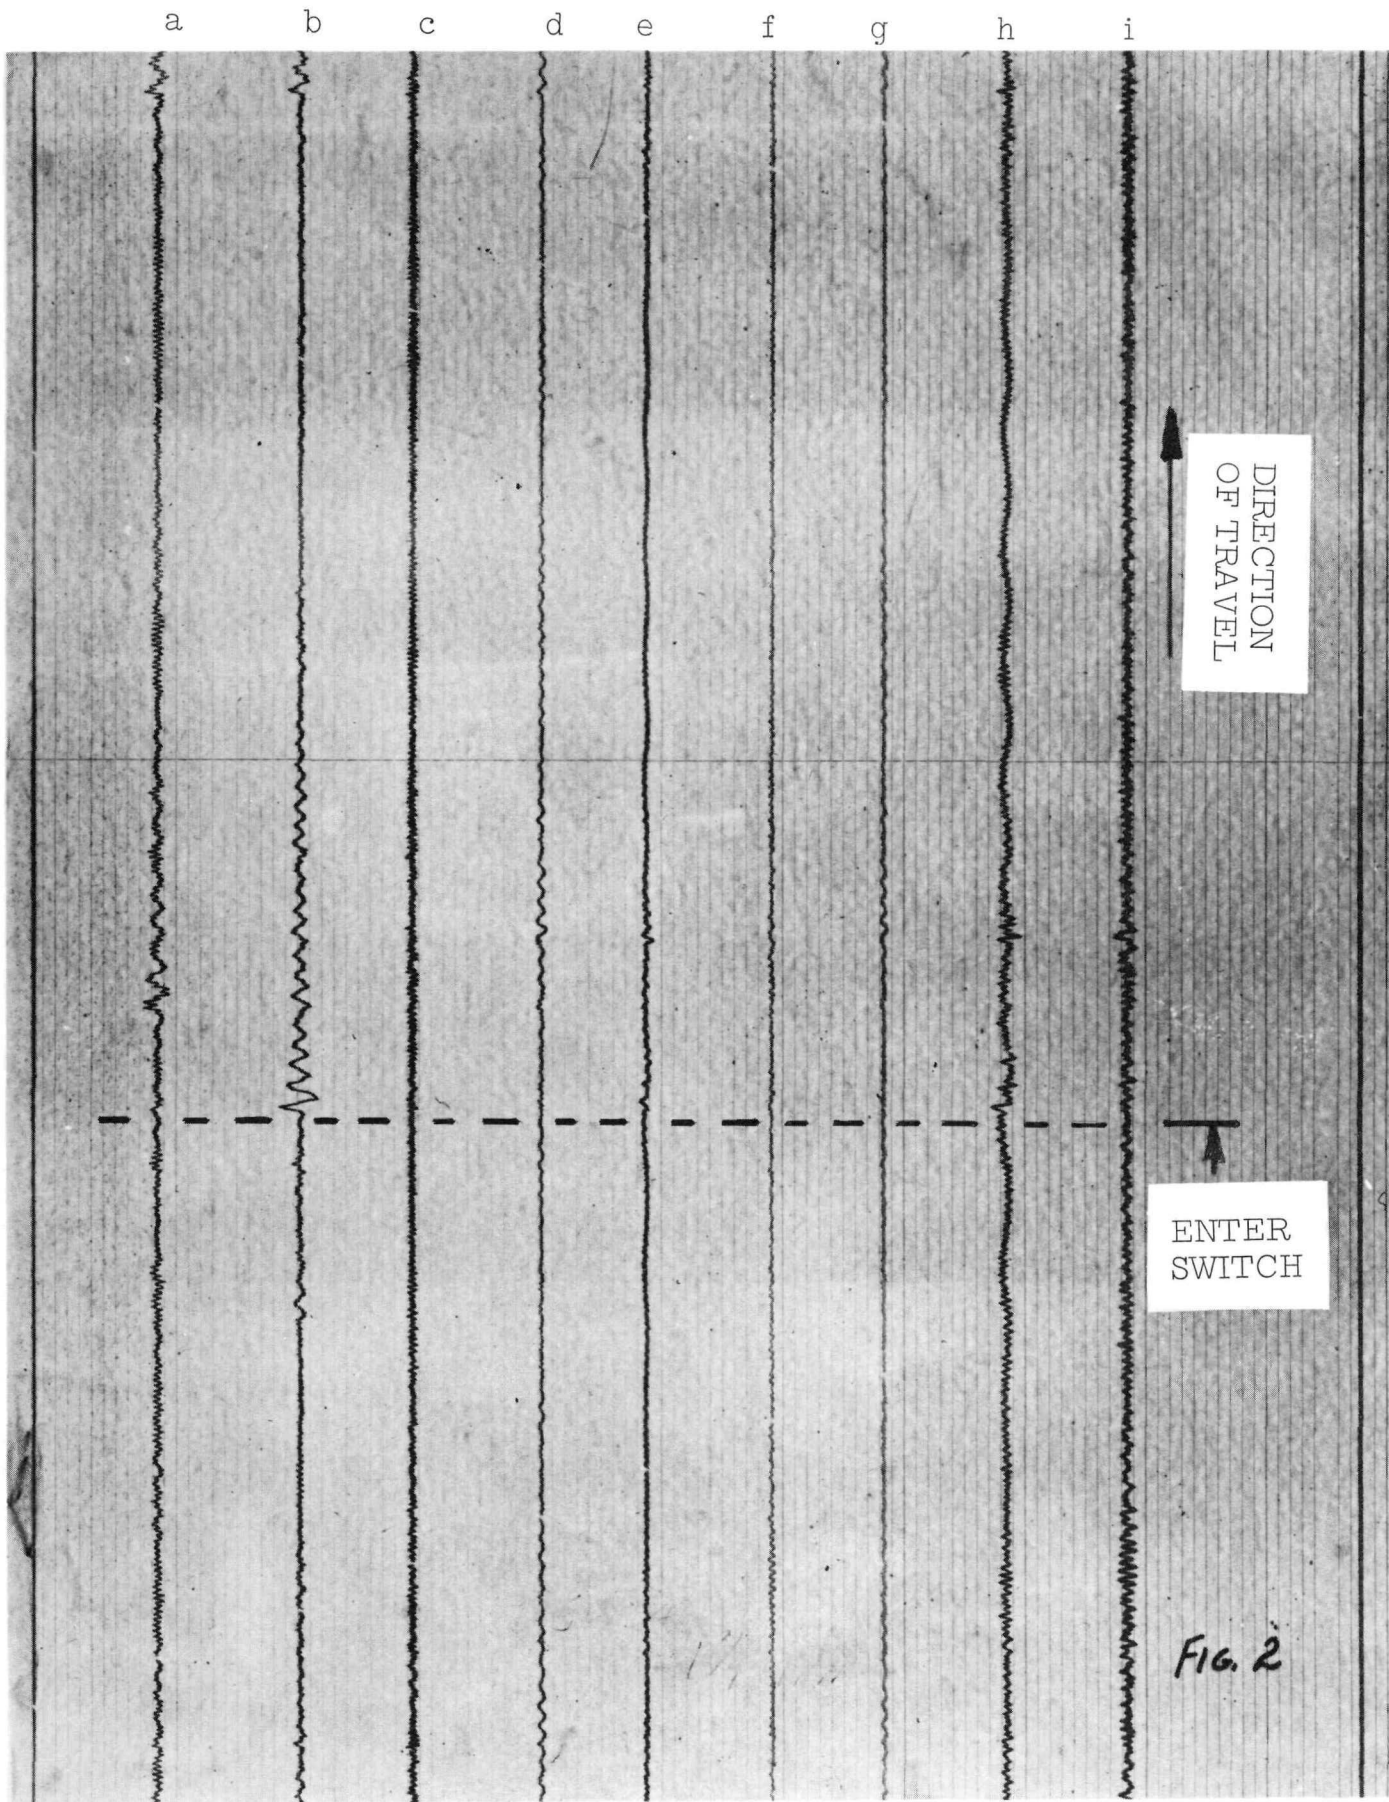 a b c d e f g h i
DIRECTION
OF TRAVEL
ENTER
SWITCH
FIG. 2